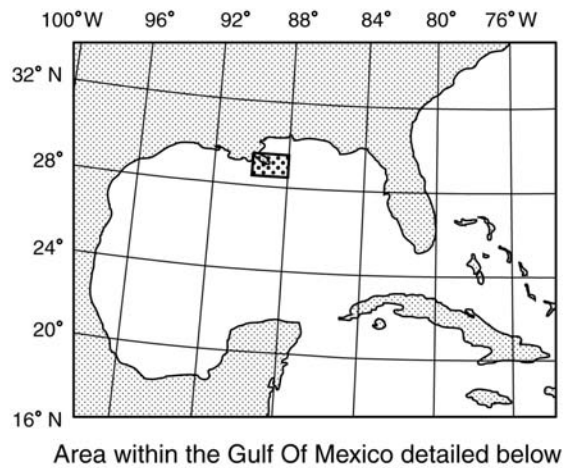 100°W 96° 92° 88° 84° 80° 76°W
32° N
28°
24°
20°
16° N
Area within the Gulf Of Mexico detailed below